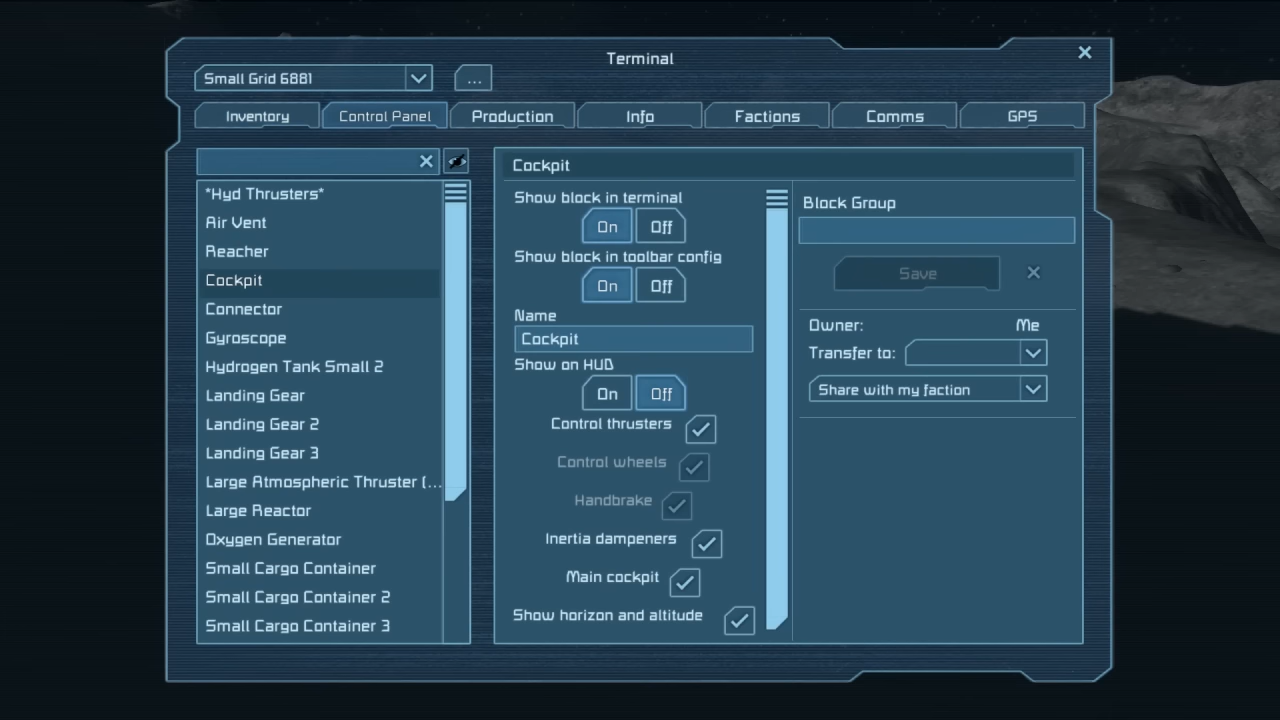 Terminal
Small Grid 6881
...
Inventory
Control Panel
Production
Info
Factions
Comms
GPS
*Hyd Thrusters*
Air Vent
Reacher
Cockpit
Connector
Gyroscope
Hydrogen Tank Small 2
Landing Gear
Landing Gear 2
Landing Gear 3
Large Atmospheric Thruster (...
Large Reactor
Oxygen Generator
Small Cargo Container
Small Cargo Container 2
Small Cargo Container 3
Cockpit
Show block in terminal
On Off
Show block in toolbar config
On Off
Name
Cockpit
Show on HUD
On Off
Control thrusters
Control wheels
Handbrake
Inertia dampeners
Main cockpit
Show horizon and altitude
Block Group
Save
Owner: Me
Transfer to:
Share with my faction